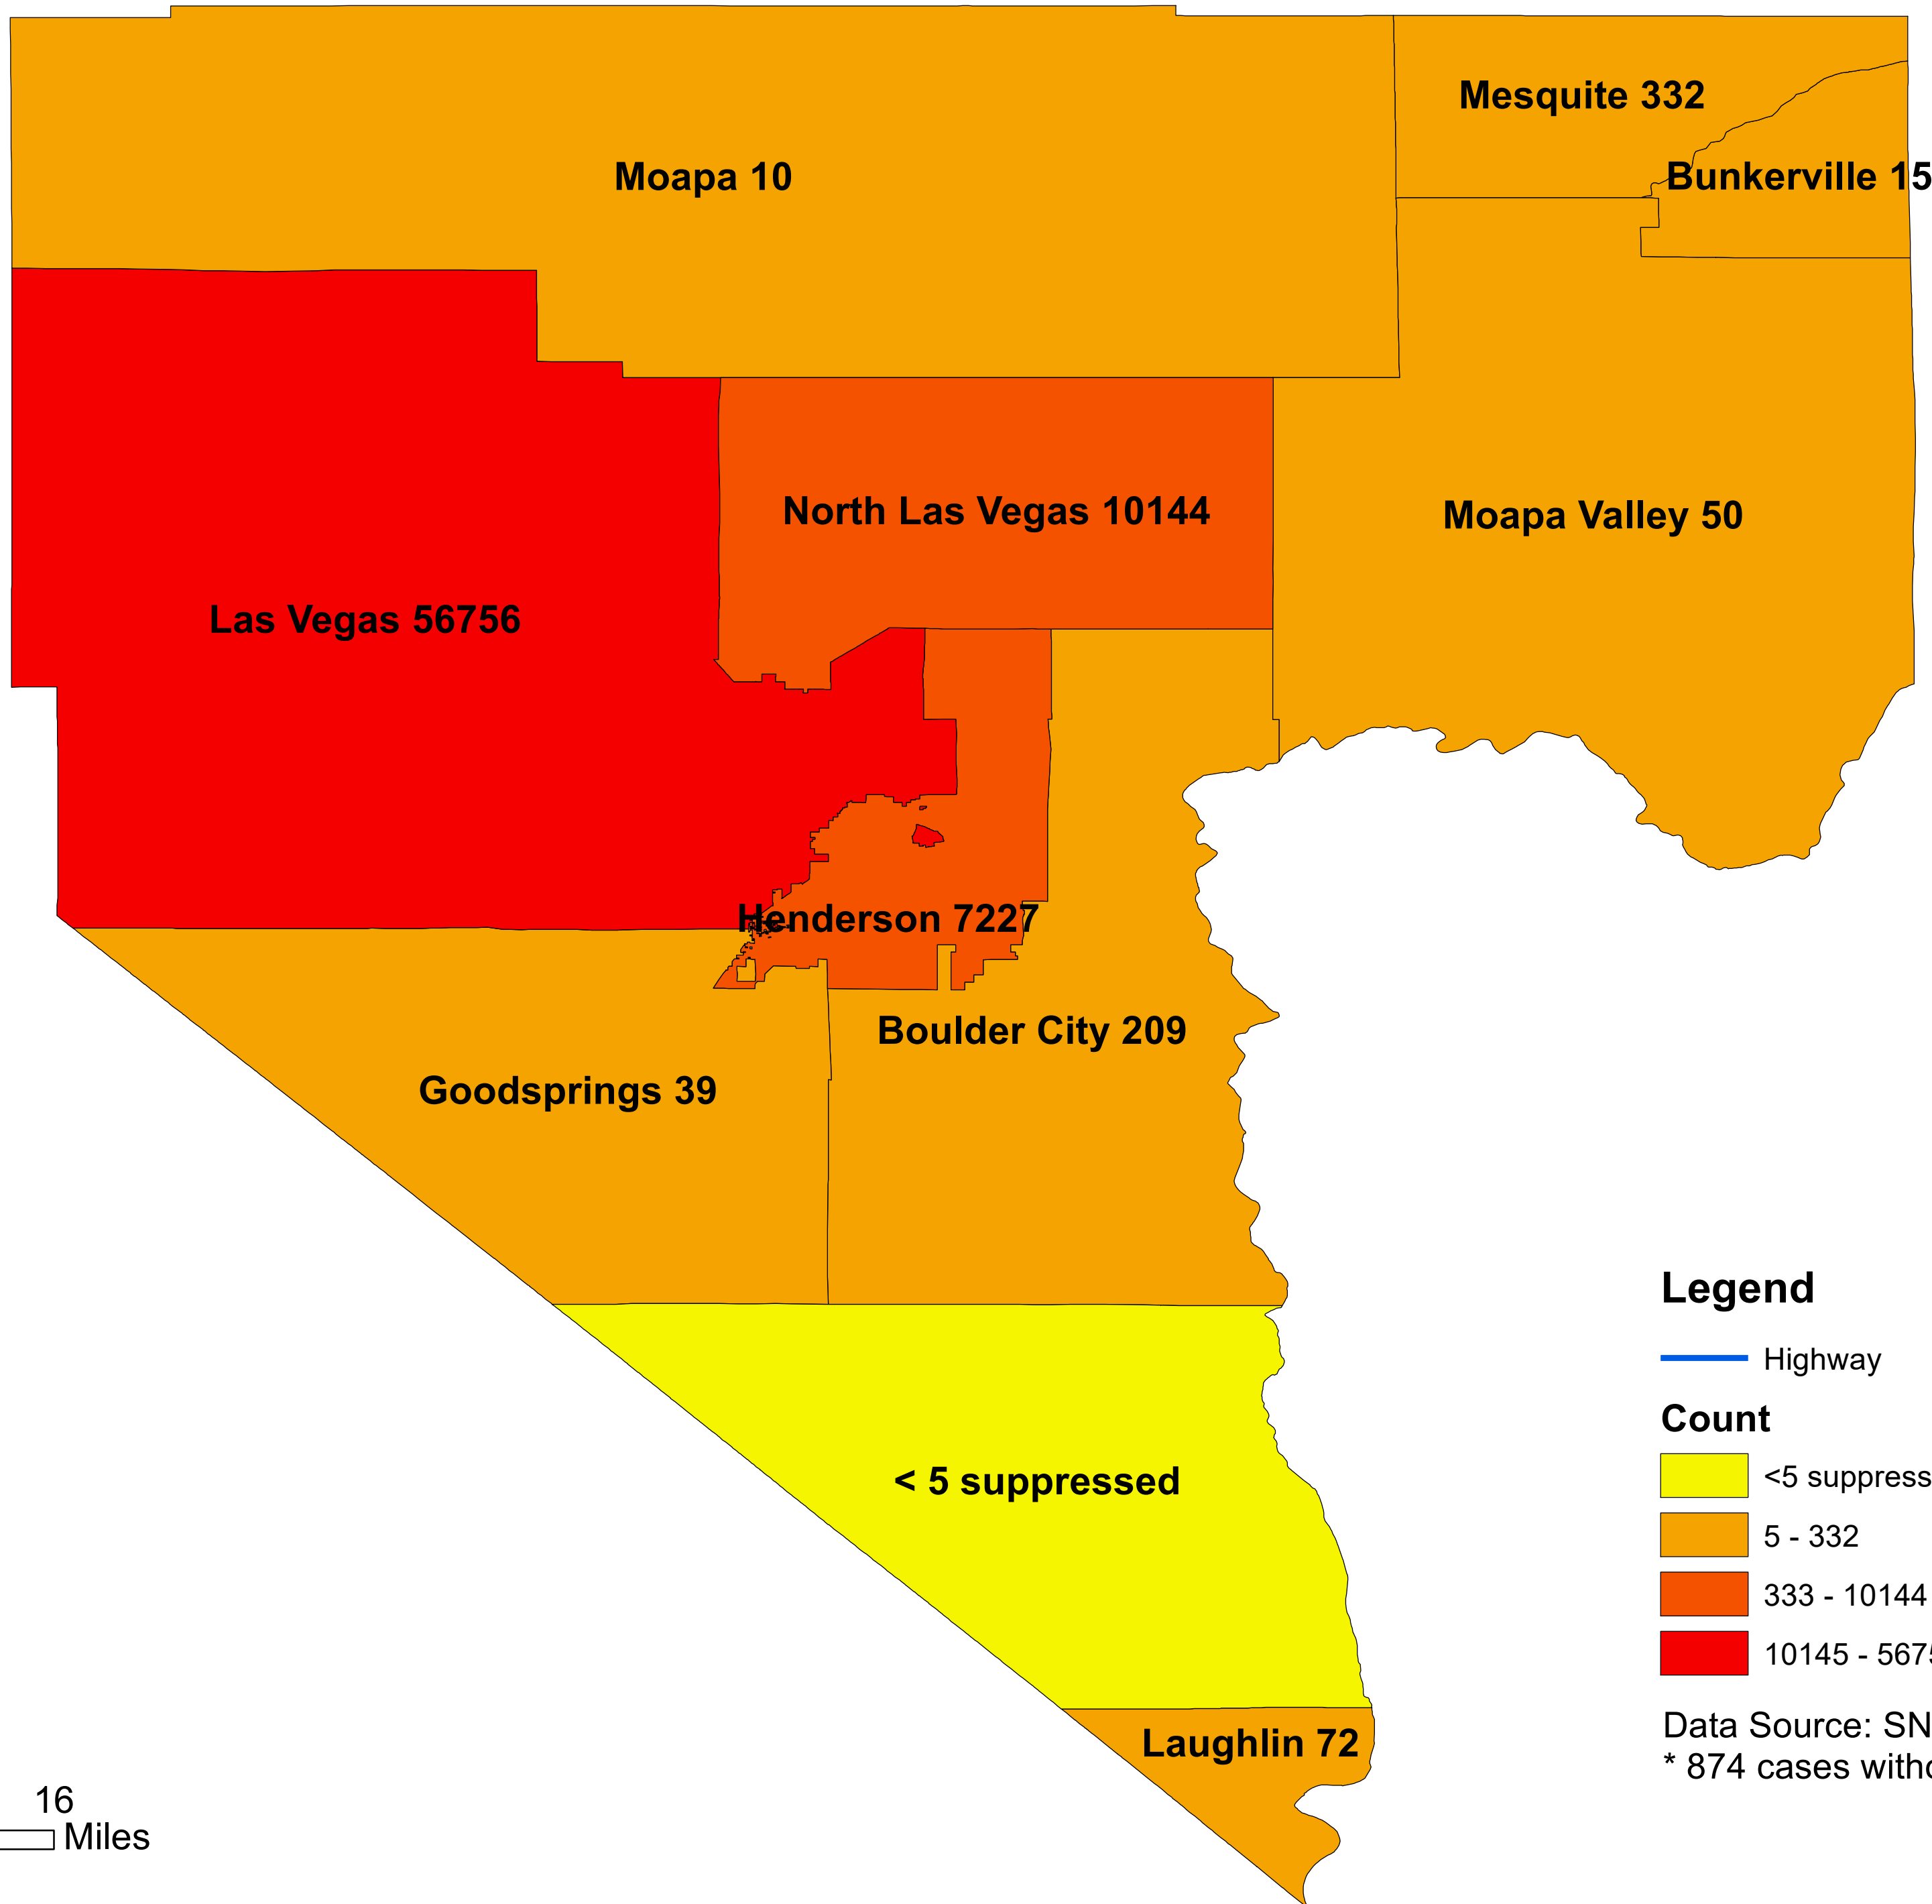 Mesquite 332
Moapa 10
Bunkerville 15
North Las Vegas 10144
Moapa Valley 50
Las Vegas 56756
Henderson 7227
Boulder City 209
Goodsprings 39
< 5 suppressed
Laughlin 72
Legend
Highway
Count
<5 suppress
5 - 332
333 - 10144
10145 - 5675
Data Source: SN
* 874 cases witho
16
Miles